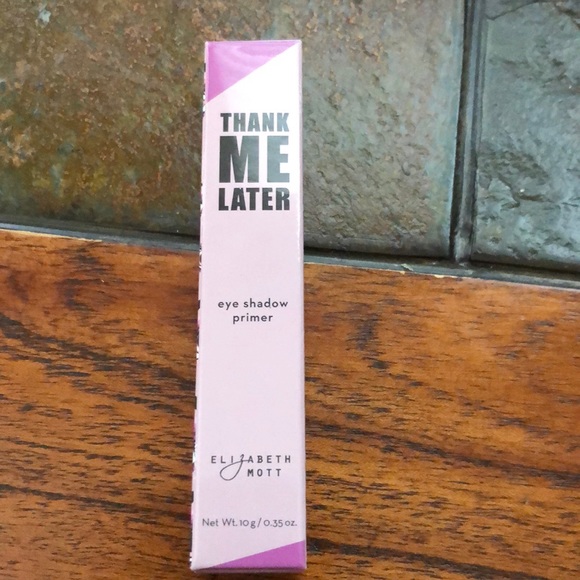 THANK
ME
LATER
eye shadow
primer
ELIZABETH
MOTT
Net Wt. 10 g / 0.35 oz.